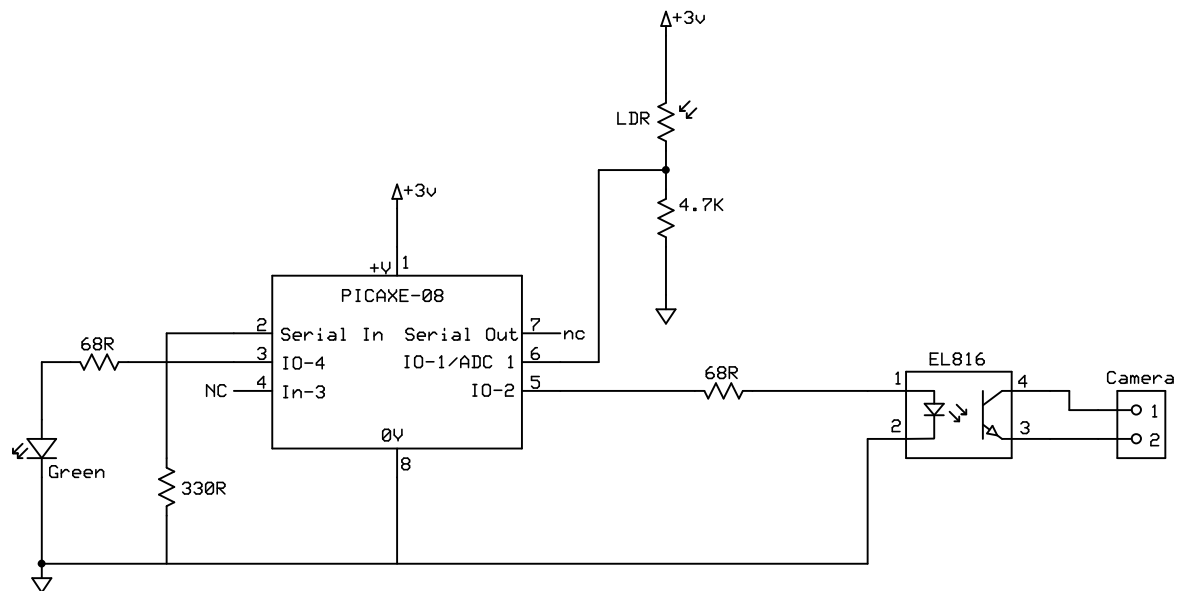 +3v
LDR
4.7K
+3v
+V 1
PICAXE-08
2 Serial In Serial Out 7 nc
68R 3 IO-4 IO-1/ADC 1 6
NC 4 In-3 IO-2 5
0V
8
Green
330R
68R
EL816
1 4
2 3
Camera
1
2